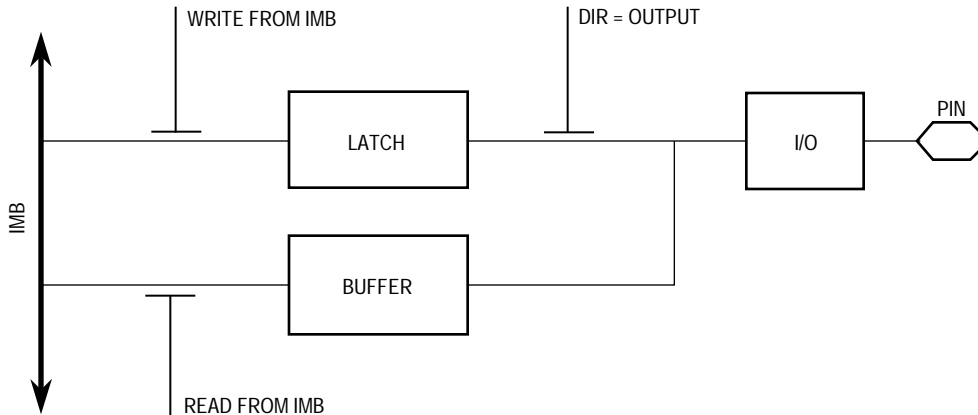 WRITE FROM IMB
DIR = OUTPUT
PIN
LATCH
I/O
IMB
BUFFER
READ FROM IMB